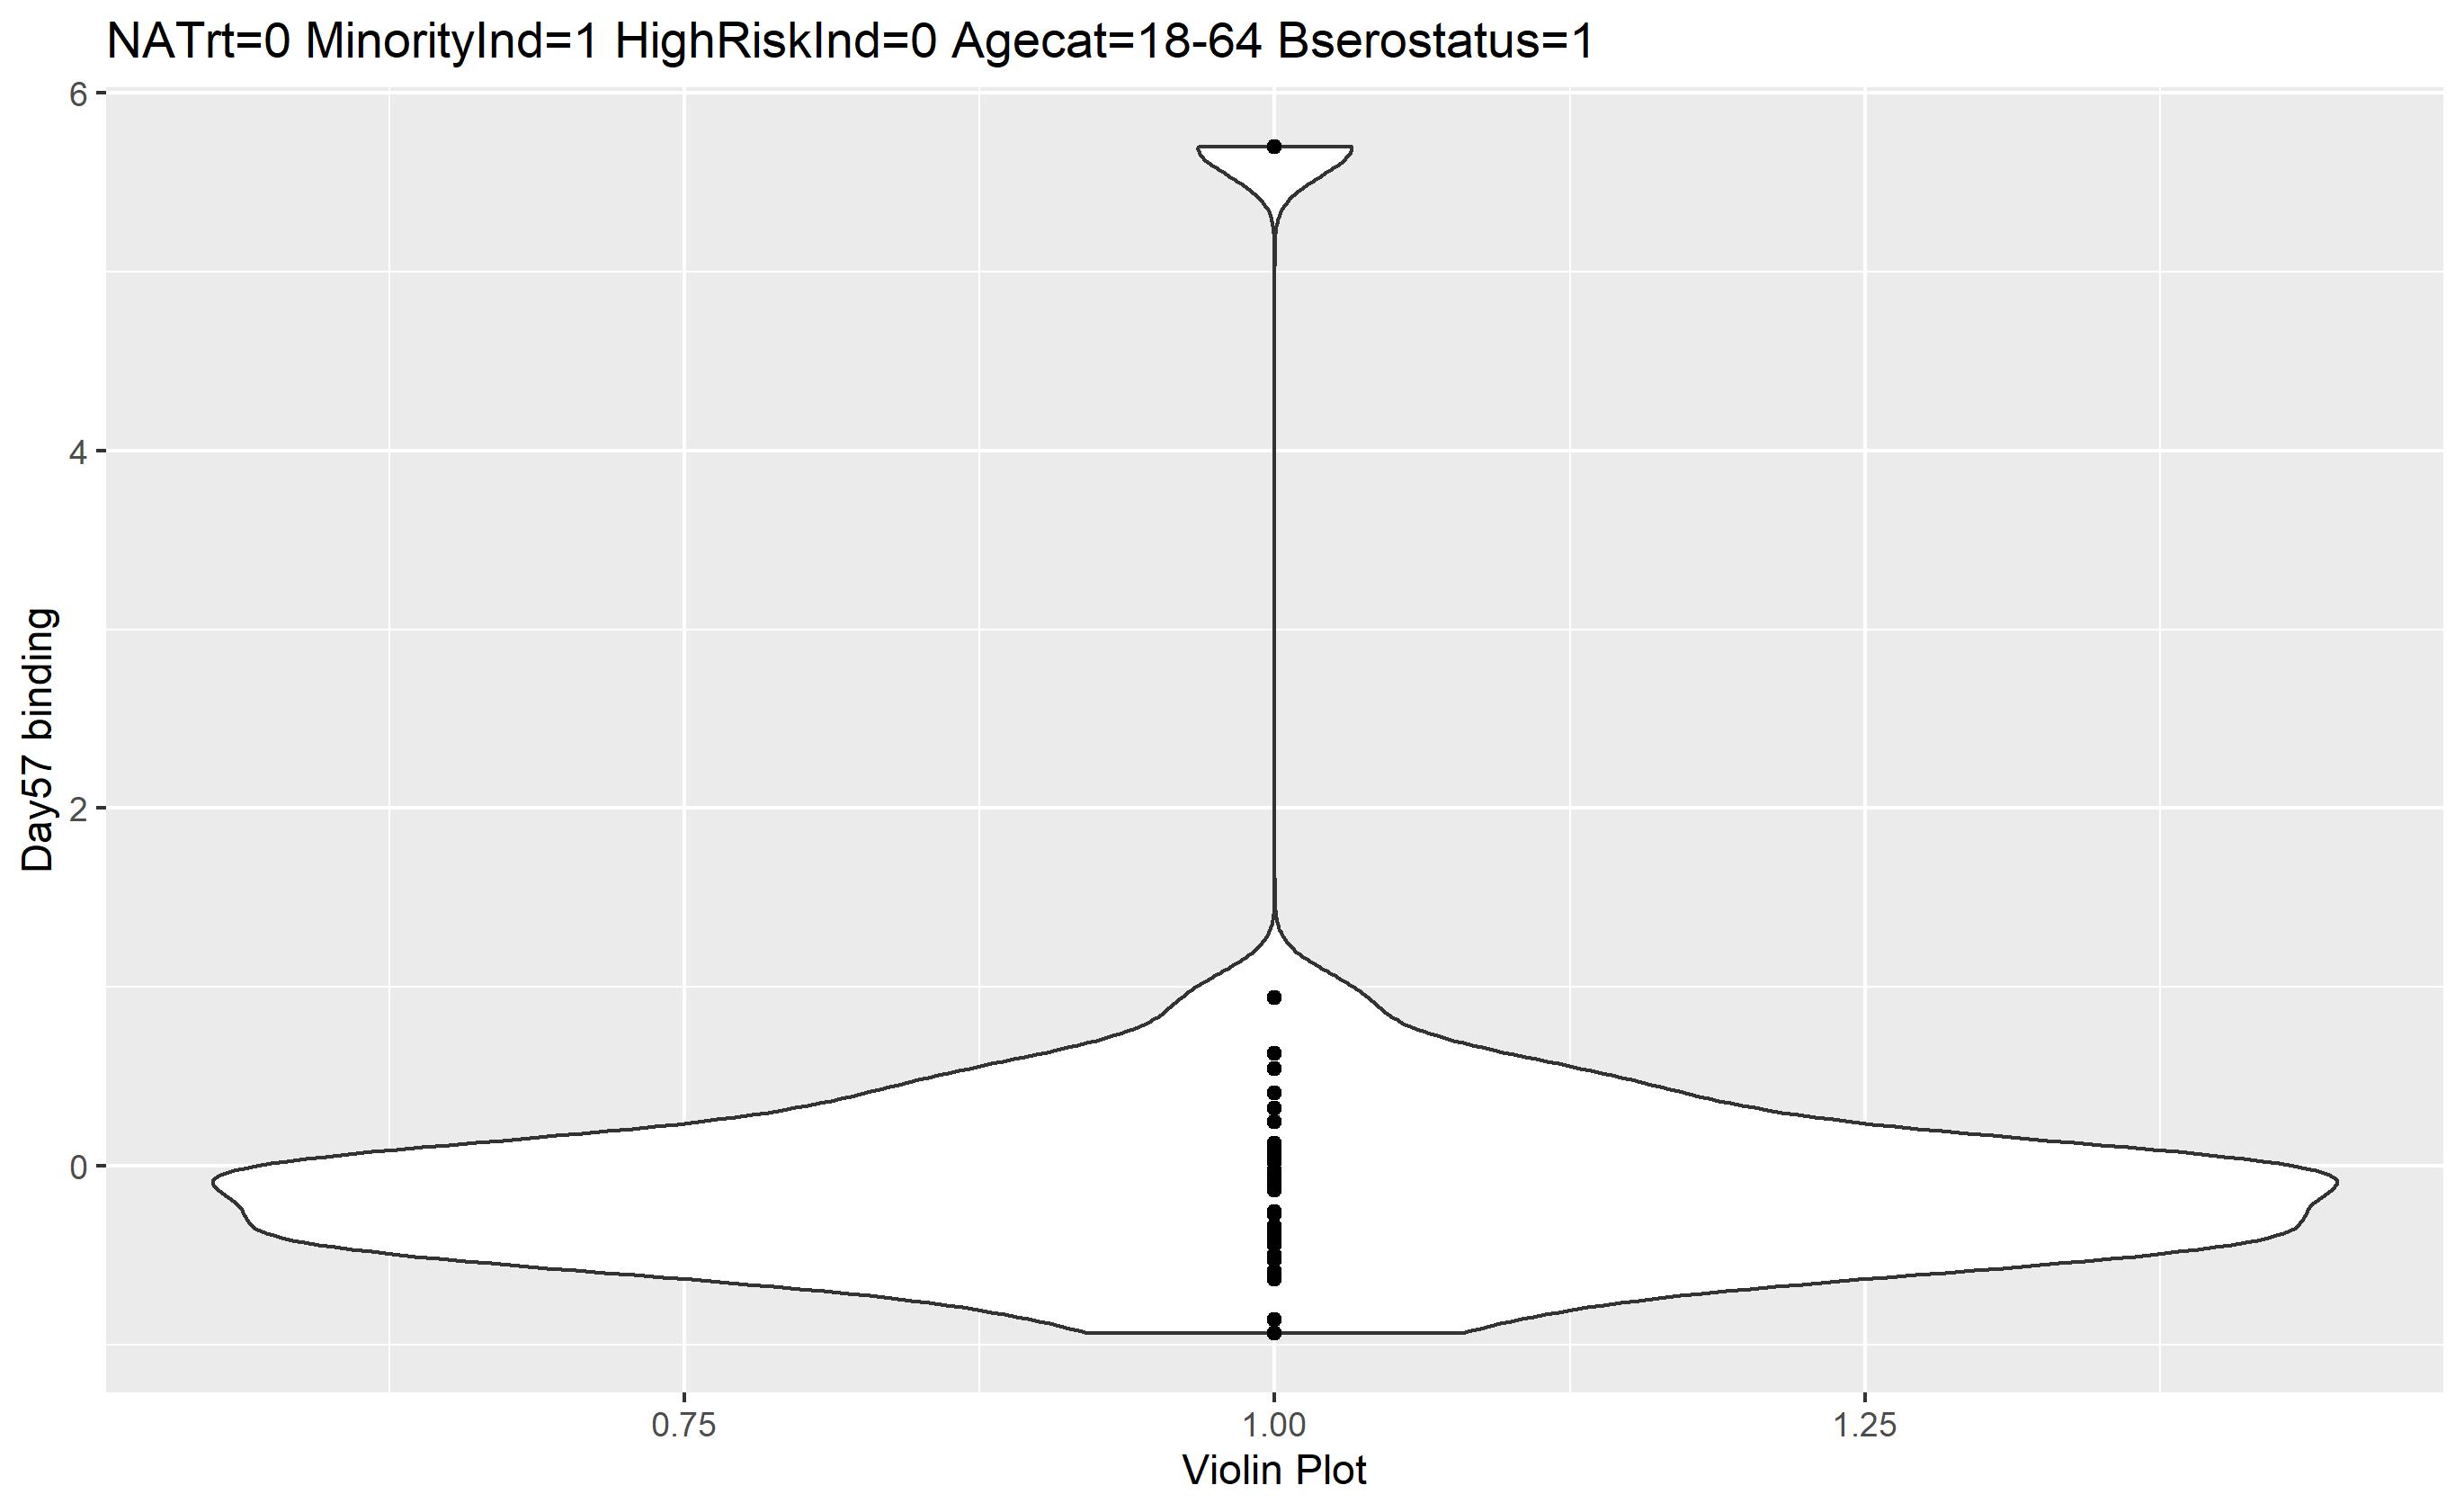 NATrt=0 MinorityInd=1 HighRiskInd=0 Agecat=18-64 Bserostatus=1
6
4
2
0
Day57 binding
0.75 1.00 1.25
Violin Plot